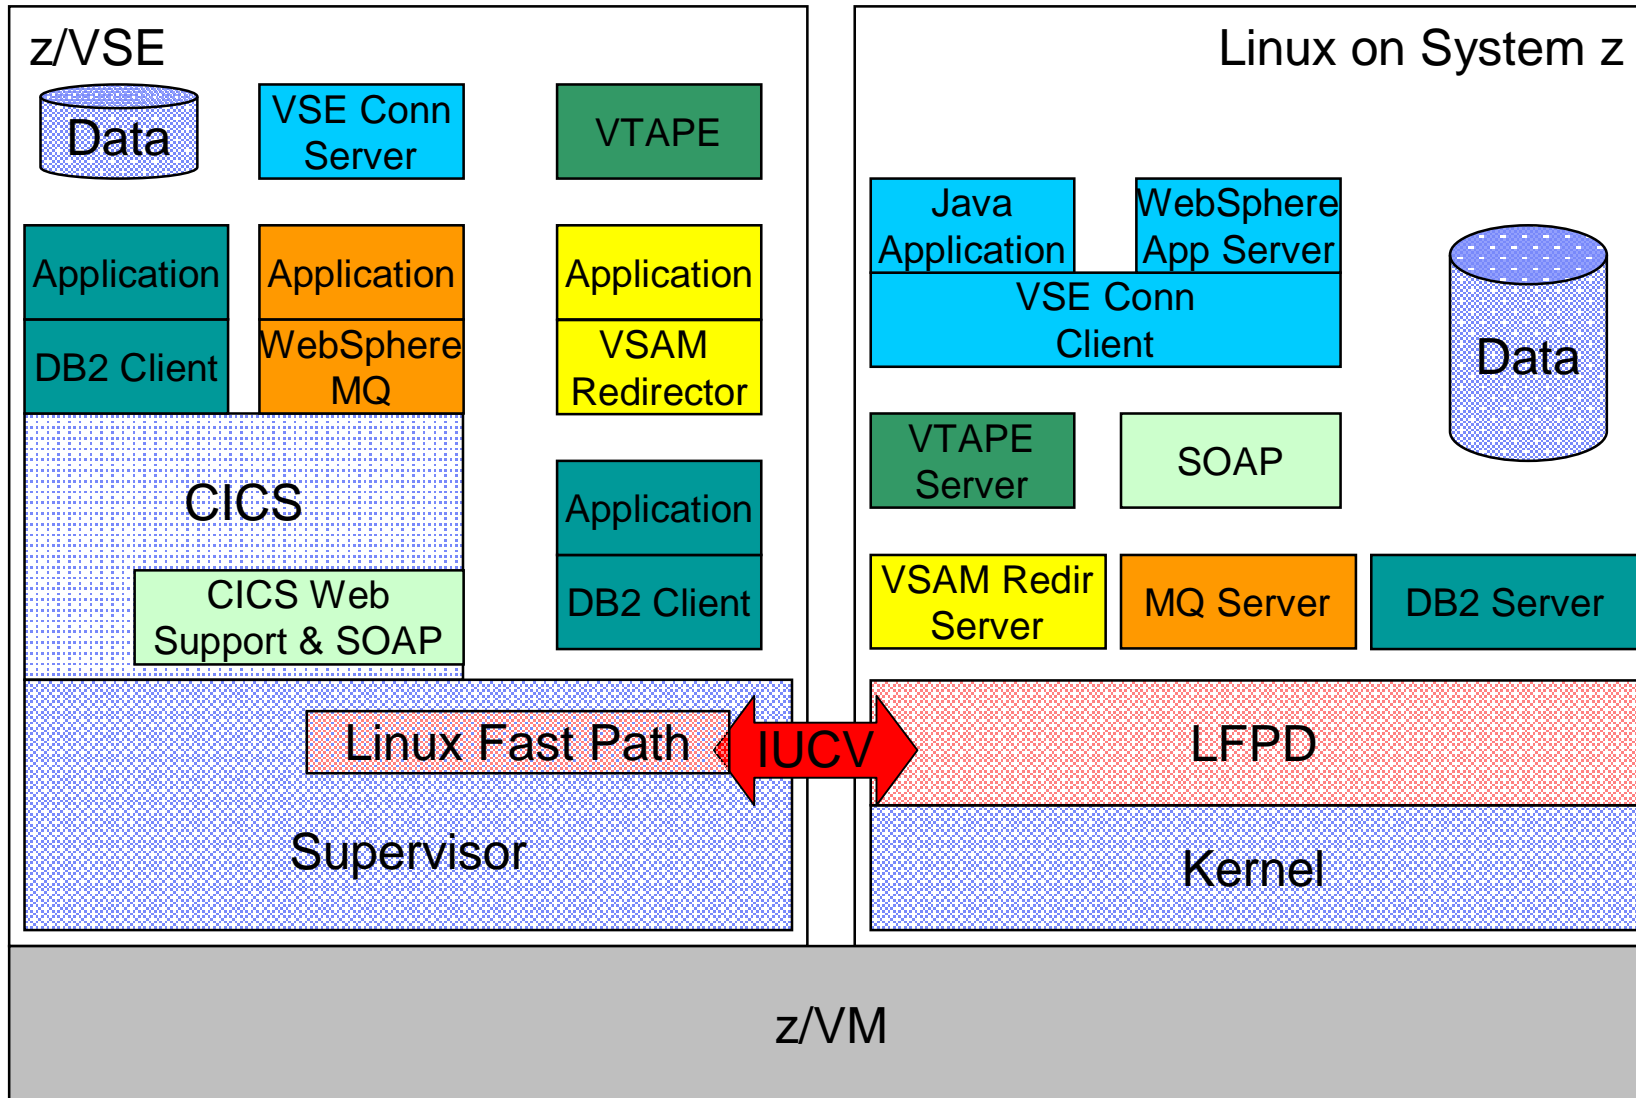 z/VSE
Data
VSE Conn
Server
VTAPE
Application
DB2 Client
Application
WebSphere
MQ
Application
VSAM
Redirector
CICS
CICS Web
Support & SOAP
Application
DB2 Client
Linux Fast Path
Supervisor
IUCV
Linux on System z
Java
Application
WebSphere
App Server
VSE Conn
Client
Data
VTAPE
Server
SOAP
VSAM Redir
Server
MQ Server
DB2 Server
LFPD
Kernel
z/VM